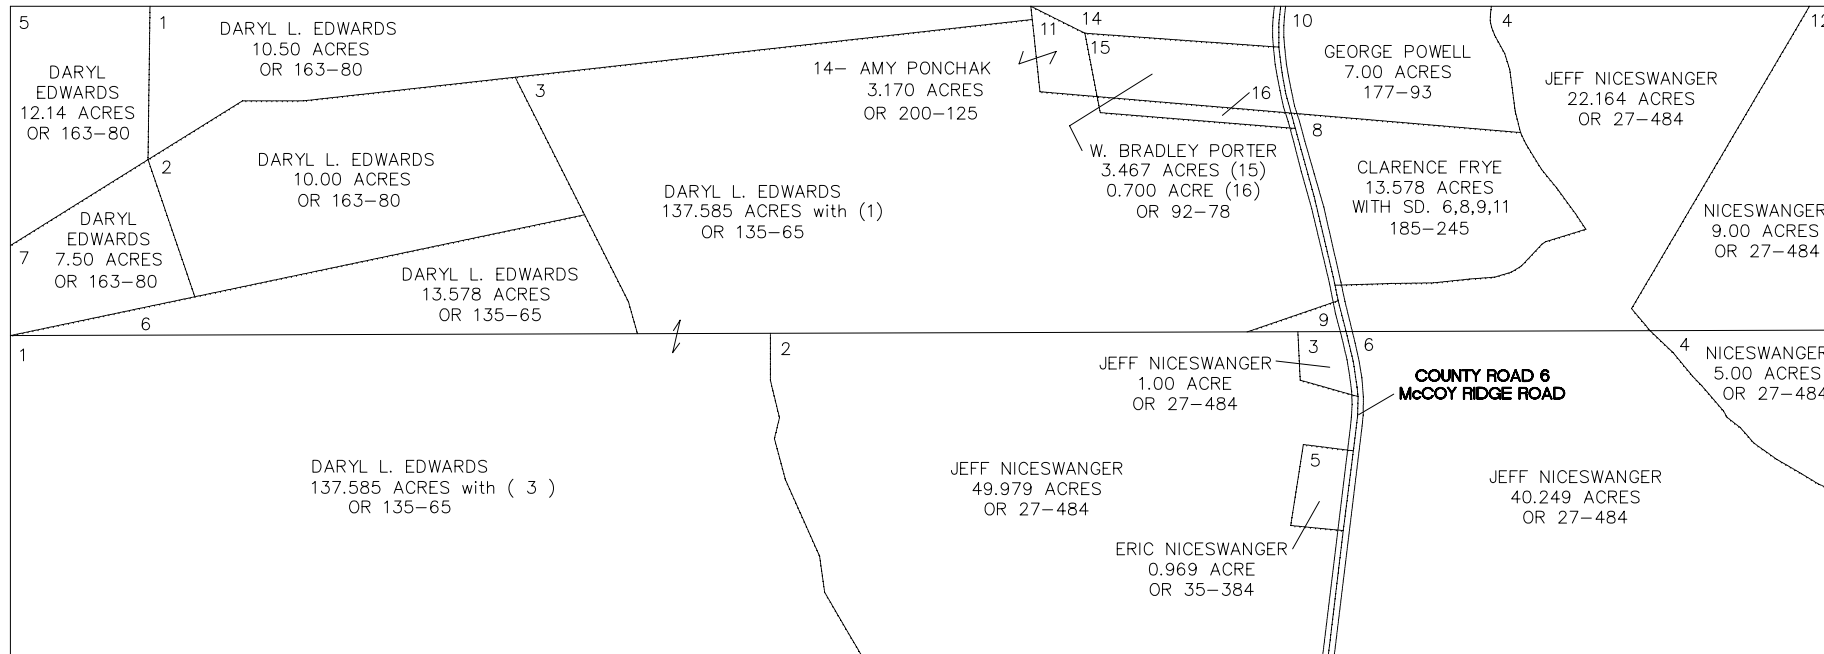 5
1
DARYL L. EDWARDS
10.50 ACRES
OR 163-80
DARYL
EDWARDS
12.14 ACRES
OR 163-80
2
DARYL L. EDWARDS
10.00 ACRES
OR 163-80
3
DARYL L. EDWARDS
137.585 ACRES with (1)
OR 135-65
7
DARYL
EDWARDS
7.50 ACRES
OR 163-80
6
DARYL L. EDWARDS
13.578 ACRES
OR 135-65
11
14
15
14- AMY PONCHAK
3.170 ACRES
OR 200-125
16
W. BRADLEY PORTER
3.467 ACRES (15)
0.700 ACRE (16)
OR 92-78
10
GEORGE POWELL
7.00 ACRES
177-93
4
JEFF NICESWANGER
22.164 ACRES
OR 27-484
12
8
CLARENCE FRYE
13.578 ACRES
WITH SD. 6,8,9,11
185-245
NICESWANGER
9.00 ACRES
OR 27-484
9
1
DARYL L. EDWARDS
137.585 ACRES with ( 3 )
OR 135-65
2
JEFF NICESWANGER
49.979 ACRES
OR 27-484
3
JEFF NICESWANGER
1.00 ACRE
OR 27-484
6
COUNTY ROAD 6
McCOY RIDGE ROAD
4
NICESWANGER
5.00 ACRES
OR 27-484
5
ERIC NICESWANGER
0.969 ACRE
OR 35-384
JEFF NICESWANGER
40.249 ACRES
OR 27-484